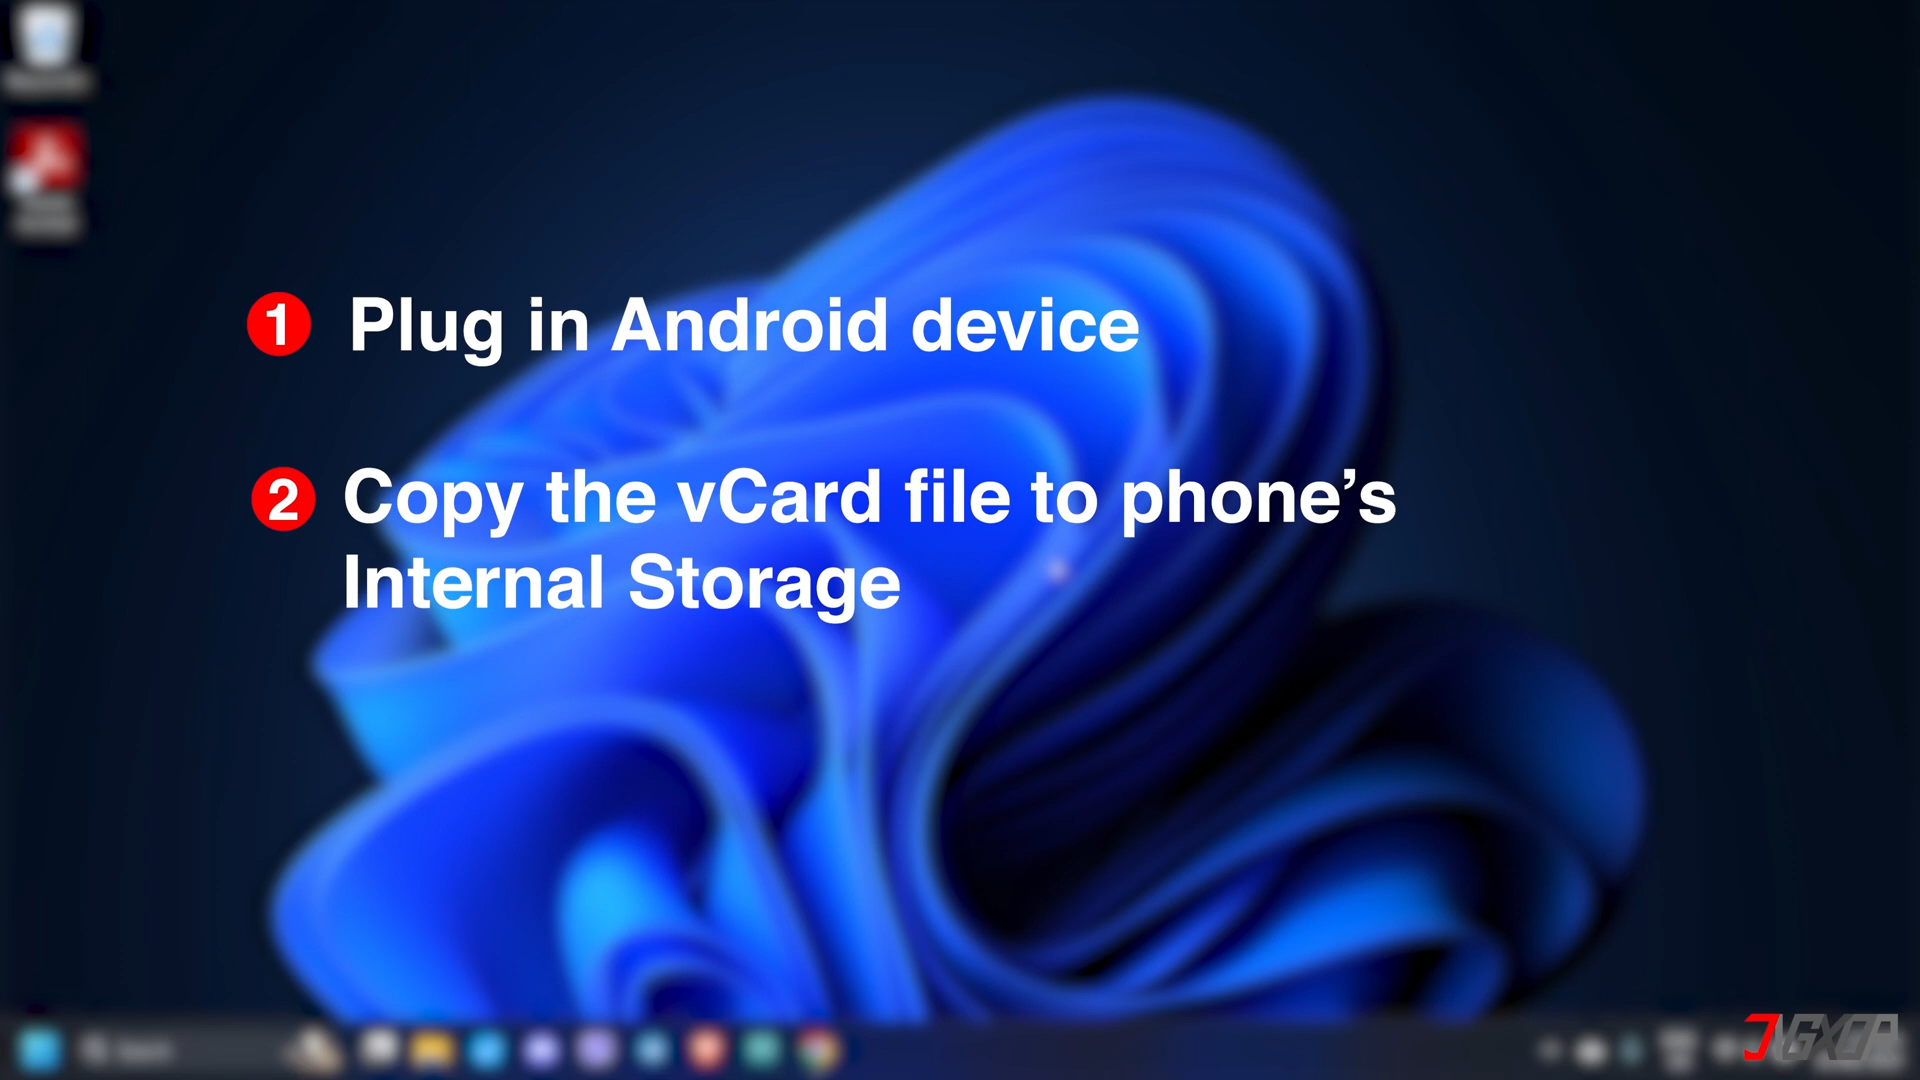 1 Plug in Android device
2 Copy the vCard file to phone’s
Internal Storage